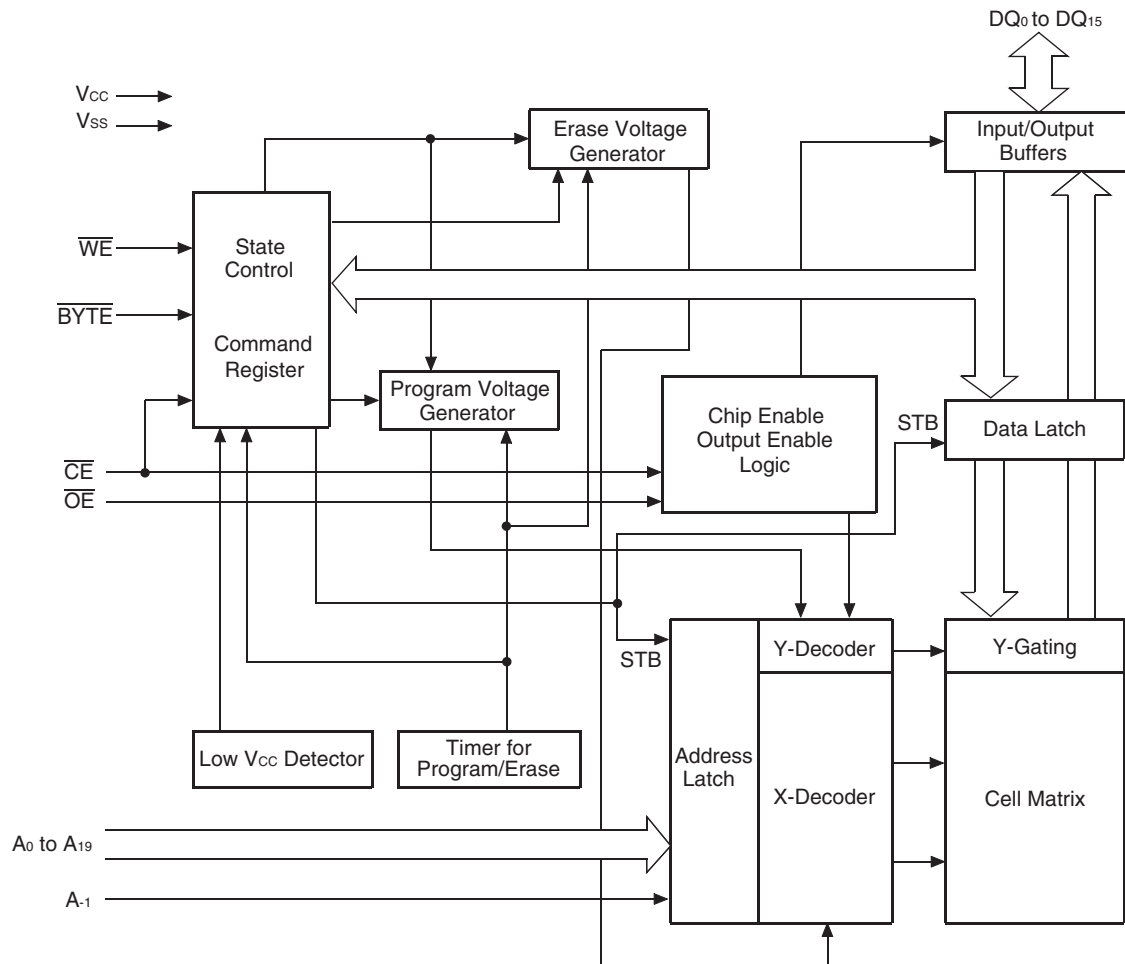 DQ0 to DQ15
VCC
VSS
Erase Voltage
Generator
Input/Output
Buffers
WE
State
Control
BYTE
Command
Register
Program Voltage
Generator
Chip Enable
Output Enable
Logic
STB
Data Latch
CE
OE
STB
Y-Decoder
Y-Gating
Low VCC Detector
Timer for
Program/Erase
Address
Latch
X-Decoder
Cell Matrix
A0 to A19
A-1